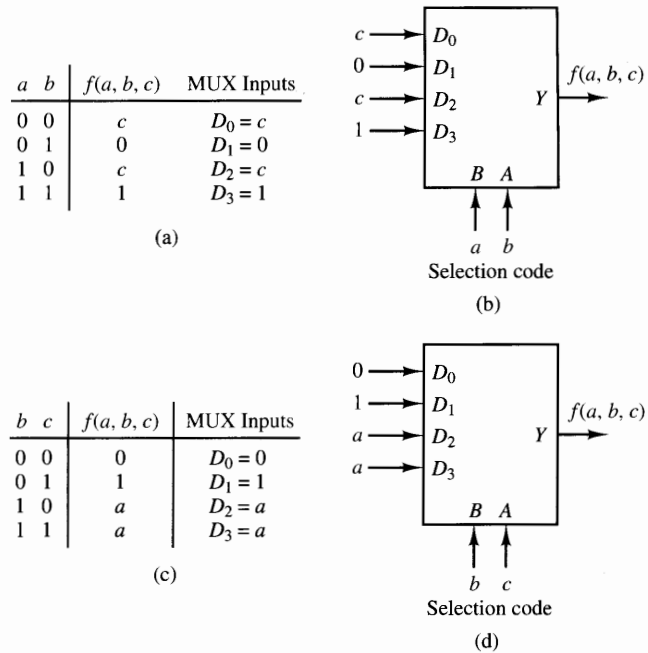 a b f(a, b, c) MUX Inputs
0 0 c D₀ = c
0 1 0 D₁ = 0
1 0 c D₂ = c
1 1 1 D₃ = 1
(a)
c D₀
0 D₁
c D₂
1 D₃
Y f(a, b, c)
B A
a b
Selection code
(b)
b c f(a, b, c) MUX Inputs
0 0 0 D₀ = 0
0 1 1 D₁ = 1
1 0 a D₂ = a
1 1 a D₃ = a
(c)
0 D₀
1 D₁
a D₂
a D₃
Y f(a, b, c)
B A
b c
Selection code
(d)